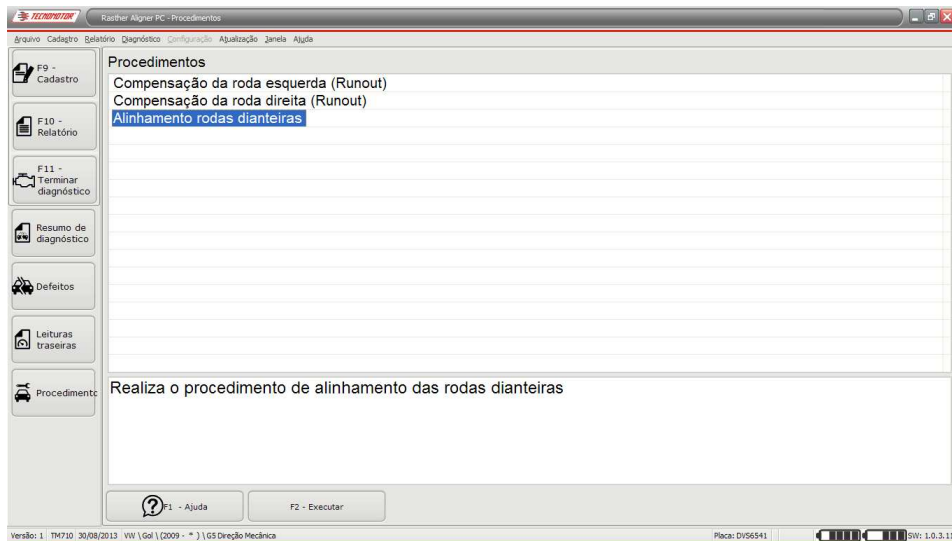 TECNOMOTOR Rasther Aligner PC - Procedimentos
Arquivo Cadastro Relatório Diagnóstico Configuração Atualização Janela Ajuda
F9 -
Cadastro
F10 -
Relatório
F11 -
Terminar
diagnóstico
Resumo de
diagnóstico
Defeitos
Leituras
traseiras
Procedimento
Procedimentos
Compensação da roda esquerda (Runout)
Compensação da roda direita (Runout)
Alinhamento rodas dianteiras
Realiza o procedimento de alinhamento das rodas dianteiras
F1 - Ajuda
F2 - Executar
Versão: 1 TM710 30/08/2013 VW \ Gol \ (2009 - * ) \ G5 Direção Mecânica Placa: DVS6541 SW: 1.0.3.11